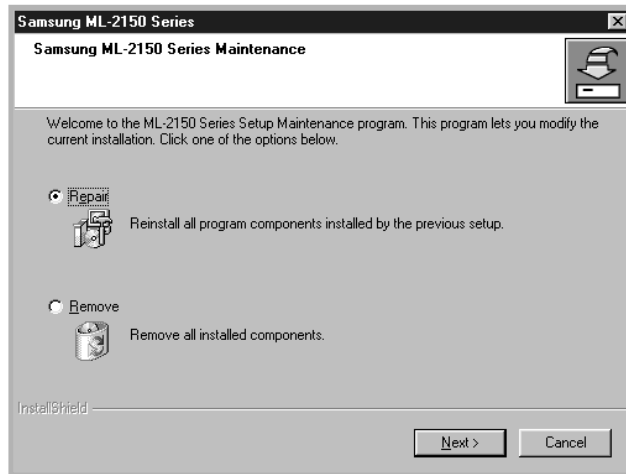 Samsung ML-2150 Series
Samsung ML-2150 Series Maintenance
Welcome to the ML-2150 Series Setup Maintenance program. This program lets you modify the
current installation. Click one of the options below.
Repair
Reinstall all program components installed by the previous setup.
Remove
Remove all installed components.
InstallShield
Next >
Cancel